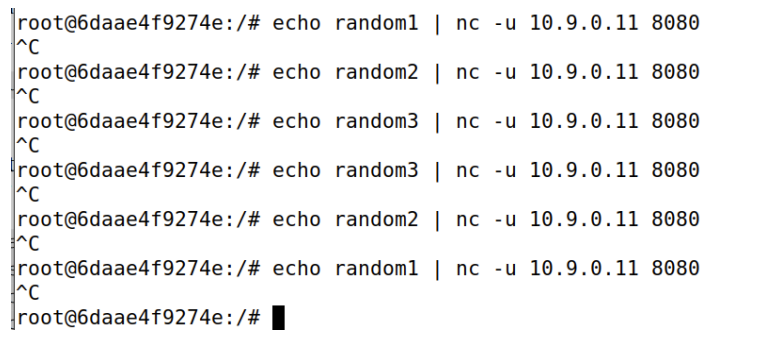 root@6daae4f9274e:/# echo random1 | nc -u 10.9.0.11 8080
^C
root@6daae4f9274e:/# echo random2 | nc -u 10.9.0.11 8080
^C
root@6daae4f9274e:/# echo random3 | nc -u 10.9.0.11 8080
^C
root@6daae4f9274e:/# echo random3 | nc -u 10.9.0.11 8080
^C
root@6daae4f9274e:/# echo random2 | nc -u 10.9.0.11 8080
^C
root@6daae4f9274e:/# echo random1 | nc -u 10.9.0.11 8080
^C
root@6daae4f9274e:/#